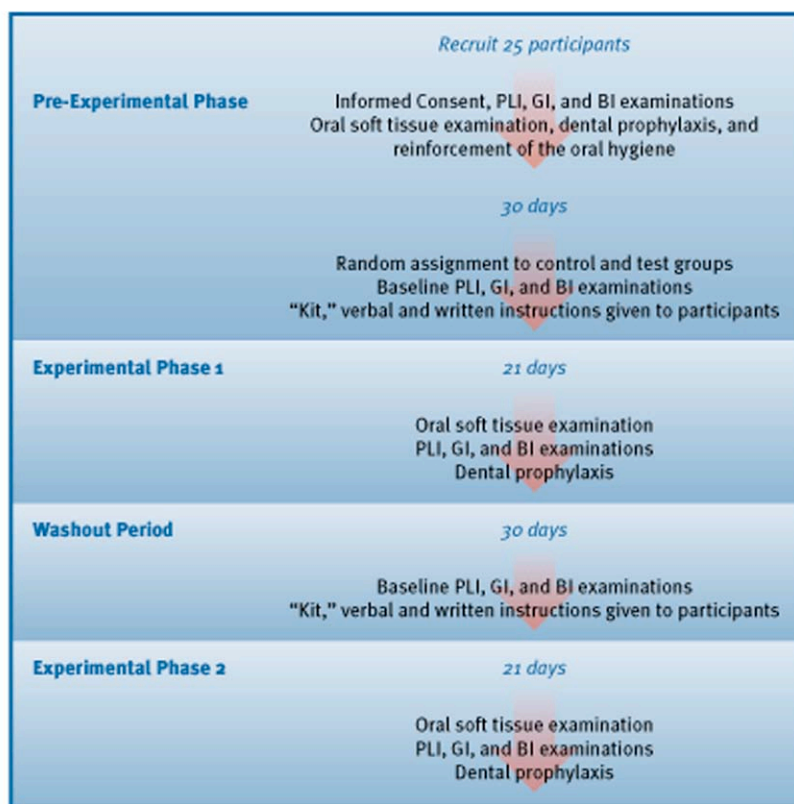 Recruit 25 participants
Pre-Experimental Phase
Informed Consent, PLI, GI, and BI examinations
Oral soft tissue examination, dental prophylaxis, and
reinforcement of the oral hygiene
30 days
Random assignment to control and test groups
Baseline PLI, GI, and BI examinations
“Kit,” verbal and written instructions given to participants
Experimental Phase 1
21 days
Oral soft tissue examination
PLI, GI, and BI examinations
Dental prophylaxis
Washout Period
30 days
Baseline PLI, GI, and BI examinations
“Kit,” verbal and written instructions given to participants
Experimental Phase 2
21 days
Oral soft tissue examination
PLI, GI, and BI examinations
Dental prophylaxis